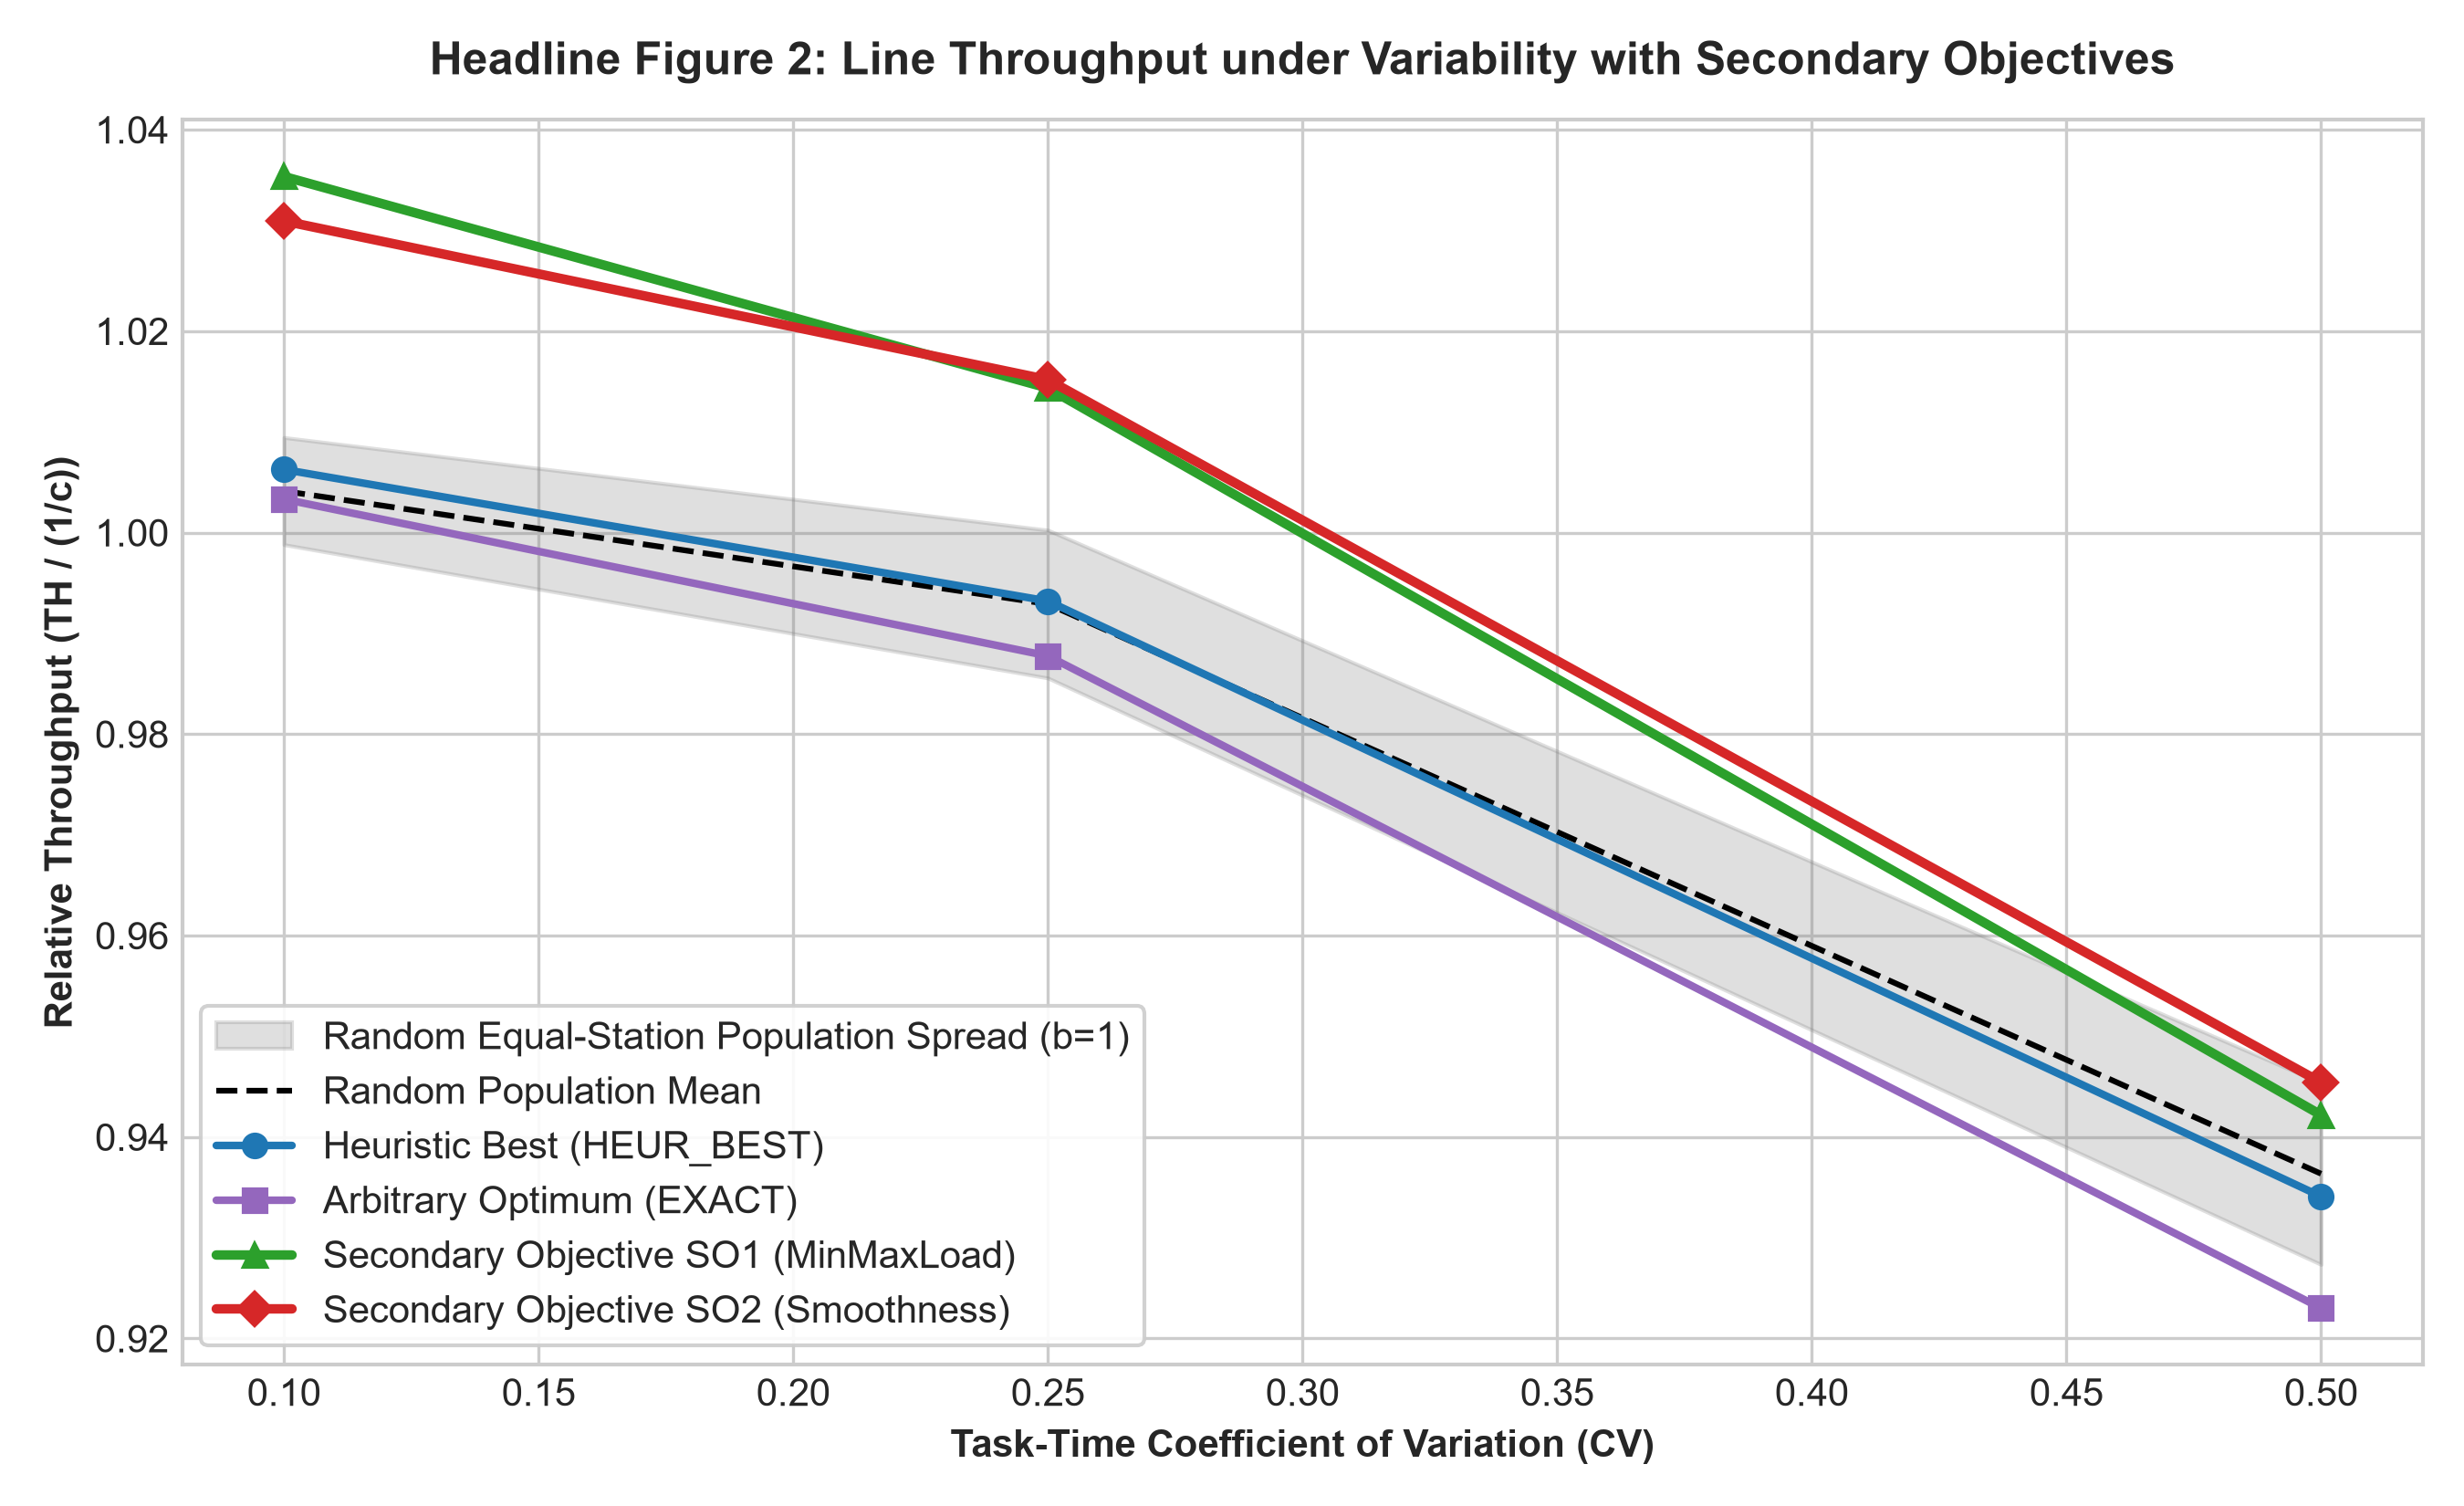 Headline Figure 2: Line Throughput under Variability with Secondary Objectives
Relative Throughput (TH / (1/c))
1.04
1.02
1.00
0.98
0.96
0.94
0.92
Random Equal-Station Population Spread (b=1)
Random Population Mean
Heuristic Best (HEUR_BEST)
Arbitrary Optimum (EXACT)
Secondary Objective SO1 (MinMaxLoad)
Secondary Objective SO2 (Smoothness)
0.10 0.15 0.20 0.25 0.30 0.35 0.40 0.45 0.50
Task-Time Coefficient of Variation (CV)